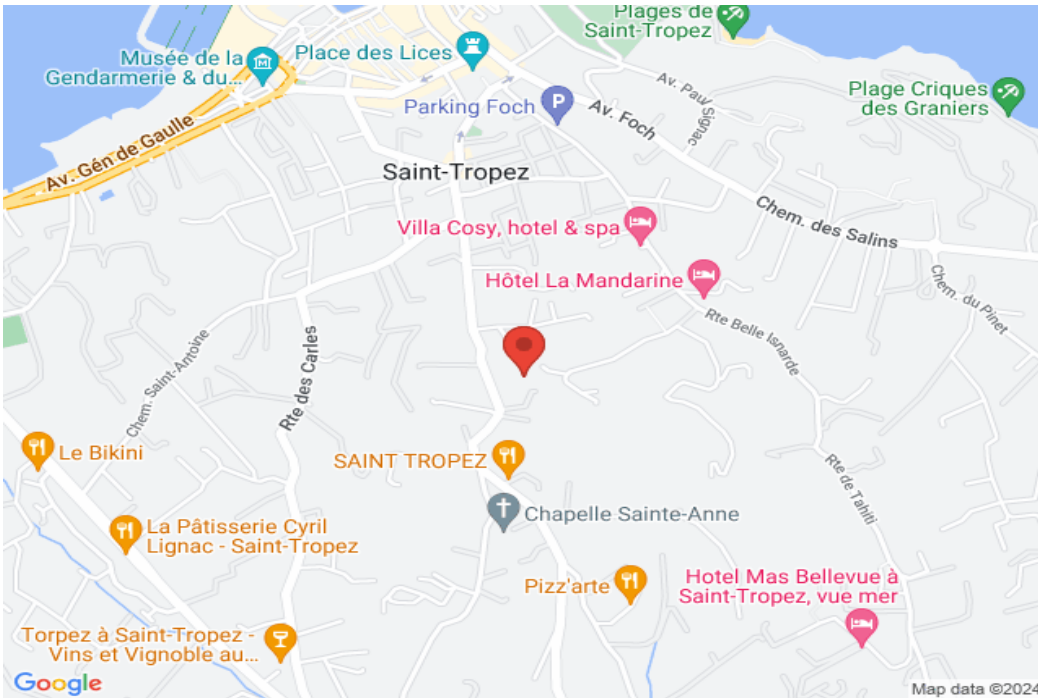 Plages de
Saint-Tropez
Musée de la
Gendarmerie & du...
Place des Lices
Parking Foch
P
Av. Foch
Av. Paul Signac
Plage Criques
des Graniers
Av. Gén de Gaulle
Saint-Tropez
Villa Cosy, hotel & spa
Chem. des Salins
Hôtel La Mandarine
Chem. du Pinet
Rte Belle Isnarde
Chem. Saint-Antoine
Rte des Carles
Le Bikini
SAINT TROPEZ
Rte de Tahiti
La Pâtisserie Cyril
Lignac - Saint-Tropez
Chapelle Sainte-Anne
Pizz'arte
Hotel Mas Bellevue à
Saint-Tropez, vue mer
Torpez à Saint-Tropez -
Vins et Vignoble au...
Google
Map data ©2024